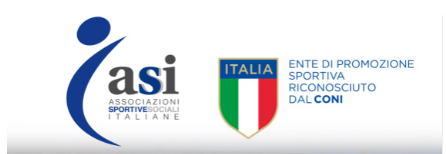 asi
ASSOCIAZIONI
SPORTIVESOCIALI
ITALIANE
ITALIA
ENTE DI PROMOZIONE
SPORTIVA
RICONOSCIUTO
DAL CONI